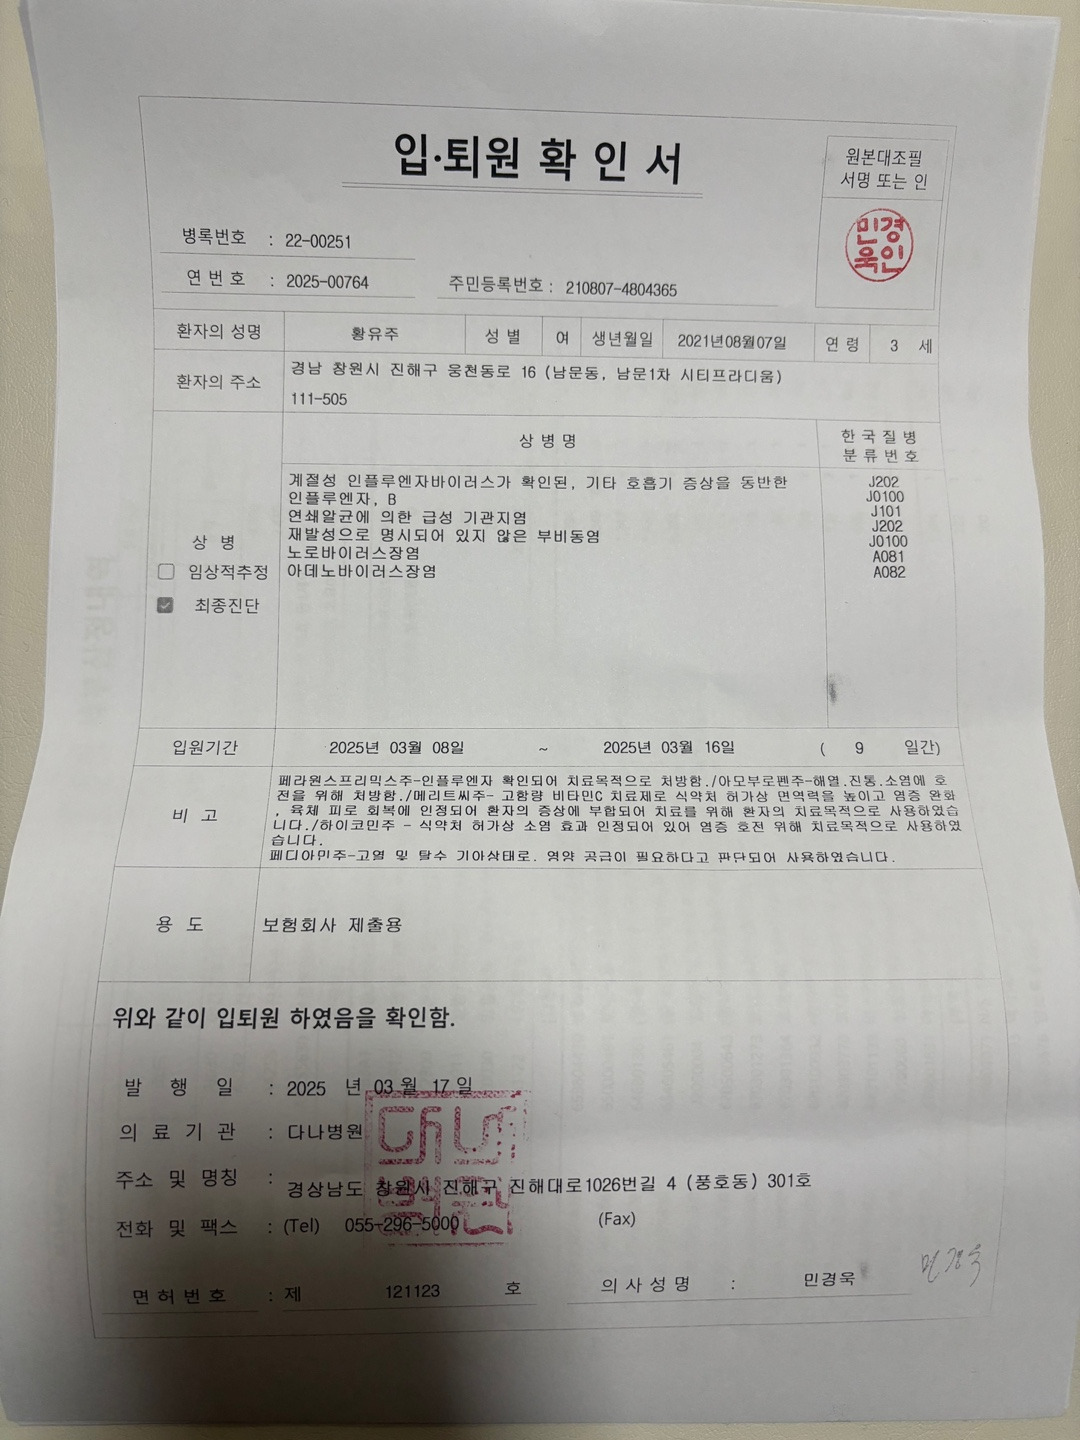 입·퇴원 확 인 서
원본대조필
서명 또는 인
민경
욱인
병록번호 : 22-00251
연 번 호 : 2025-00764 주민등록번호 : 210807-4804365
환자의 성명 황유주 성 별 여 생년월일 2021년08월07일 연 령 3 세
환자의 주소 경남 창원시 진해구 웅천동로 16 (남문동, 남문1차 시티프라디움)
111-505
상 병 명 한 국 질 병
분 류 번 호
계절성 인플루엔자바이러스가 확인된, 기타 호흡기 증상을 동반한 J202
인플루엔자, B J0100
연쇄알균에 의한 급성 기관지염 J101
재발성으로 명시되어 있지 않은 부비동염 J202
노로바이러스장염 J0100
아데노바이러스장염 A081
A082
상 병
☐ 임상적추정
☑ 최종진단
입원기간 2025년 03월 08일 ~ 2025년 03월 16일 ( 9 일간)
비 고
페라원스프리믹스주-인플루엔자 확인되어 치료목적으로 처방함./아모부로펜주-해열.진통.소염에 호
전을 위해 처방함./메리트씨주- 고함량 비타민C 치료제로 식약처 허가상 면역력을 높이고 염증 완화
, 육체 피로 회복에 인정되어 환자의 증상에 부합되어 치료를 위해 환자의 치료목적으로 사용하였습
니다./하이코민주 - 식약처 허가상 소염 효과 인정되어 있어 염증 호전 위해 치료목적으로 사용하였
습니다.
페디아민주-고열 및 탈수 기아상태로. 영양 공급이 필요하다고 판단되어 사용하였습니다.
용 도 보험회사 제출용
위와 같이 입퇴원 하였음을 확인함.
발 행 일 : 2025 년 03 월 17 일
의 료 기 관 : 다나병원
주소 및 명칭 : 경상남도 창원시 진해구 진해대로1026번길 4 (풍호동) 301호
전화 및 팩스 : (Tel) 055-296-5000 (Fax)
면 허 번 호 : 제 121123 호 의 사 성 명 : 민경욱 민경욱